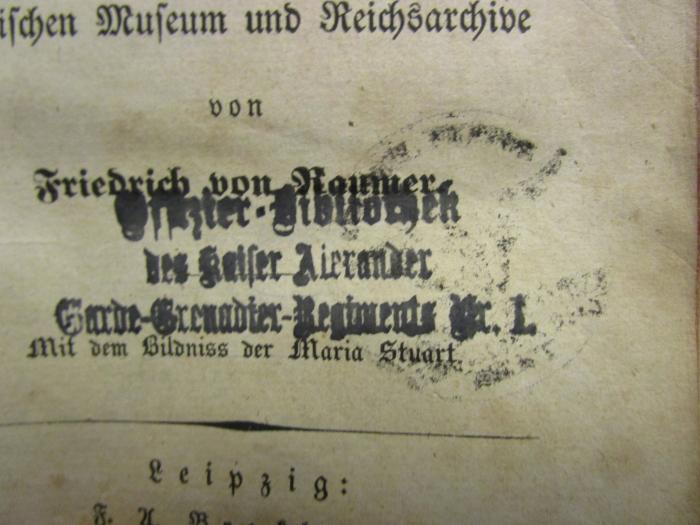 ischen Museum und Reichsarchive
von
Friedrich von Raumer.
Offizier-Bibliothek
des Kaiser Alexander
Garde-Grenadier-Regiments Nr. 1.
Mit dem Bildniss der Maria Stuart.
Leipzig:
F. A.